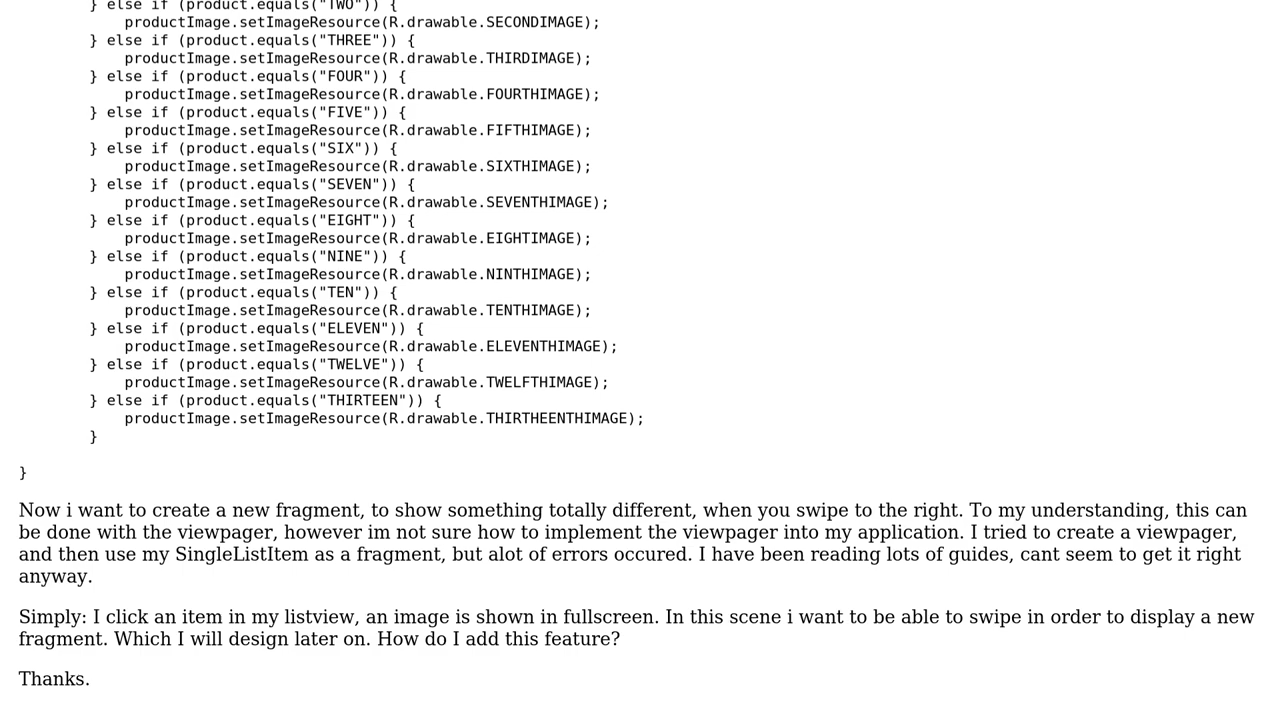 } else if (product.equals("TWO")) {
productImage.setImageResource(R.drawable.SECONDIMAGE);
} else if (product.equals("THREE")) {
productImage.setImageResource(R.drawable.THIRDIMAGE);
} else if (product.equals("FOUR")) {
productImage.setImageResource(R.drawable.FOURTHIMAGE);
} else if (product.equals("FIVE")) {
productImage.setImageResource(R.drawable.FIFTHIMAGE);
} else if (product.equals("SIX")) {
productImage.setImageResource(R.drawable.SIXTHIMAGE);
} else if (product.equals("SEVEN")) {
productImage.setImageResource(R.drawable.SEVENTHIMAGE);
} else if (product.equals("EIGHT")) {
productImage.setImageResource(R.drawable.EIGHTIMAGE);
} else if (product.equals("NINE")) {
productImage.setImageResource(R.drawable.NINTHIMAGE);
} else if (product.equals("TEN")) {
productImage.setImageResource(R.drawable.TENTHIMAGE);
} else if (product.equals("ELEVEN")) {
productImage.setImageResource(R.drawable.ELEVENTHIMAGE);
} else if (product.equals("TWELVE")) {
productImage.setImageResource(R.drawable.TWELFTHIMAGE);
} else if (product.equals("THIRTEEN")) {
productImage.setImageResource(R.drawable.THIRTHEENTHIMAGE);
}
}
Now i want to create a new fragment, to show something totally different, when you swipe to the right. To my understanding, this can
be done with the viewpager, however im not sure how to implement the viewpager into my application. I tried to create a viewpager,
and then use my SingleListItem as a fragment, but alot of errors occured. I have been reading lots of guides, cant seem to get it right
anyway.
Simply: I click an item in my listview, an image is shown in fullscreen. In this scene i want to be able to swipe in order to display a new
fragment. Which I will design later on. How do I add this feature?
Thanks.